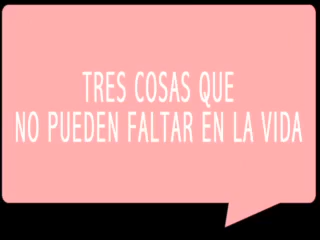 TRES COSAS QUE
NO PUEDEN FALTAR EN LA VIDA